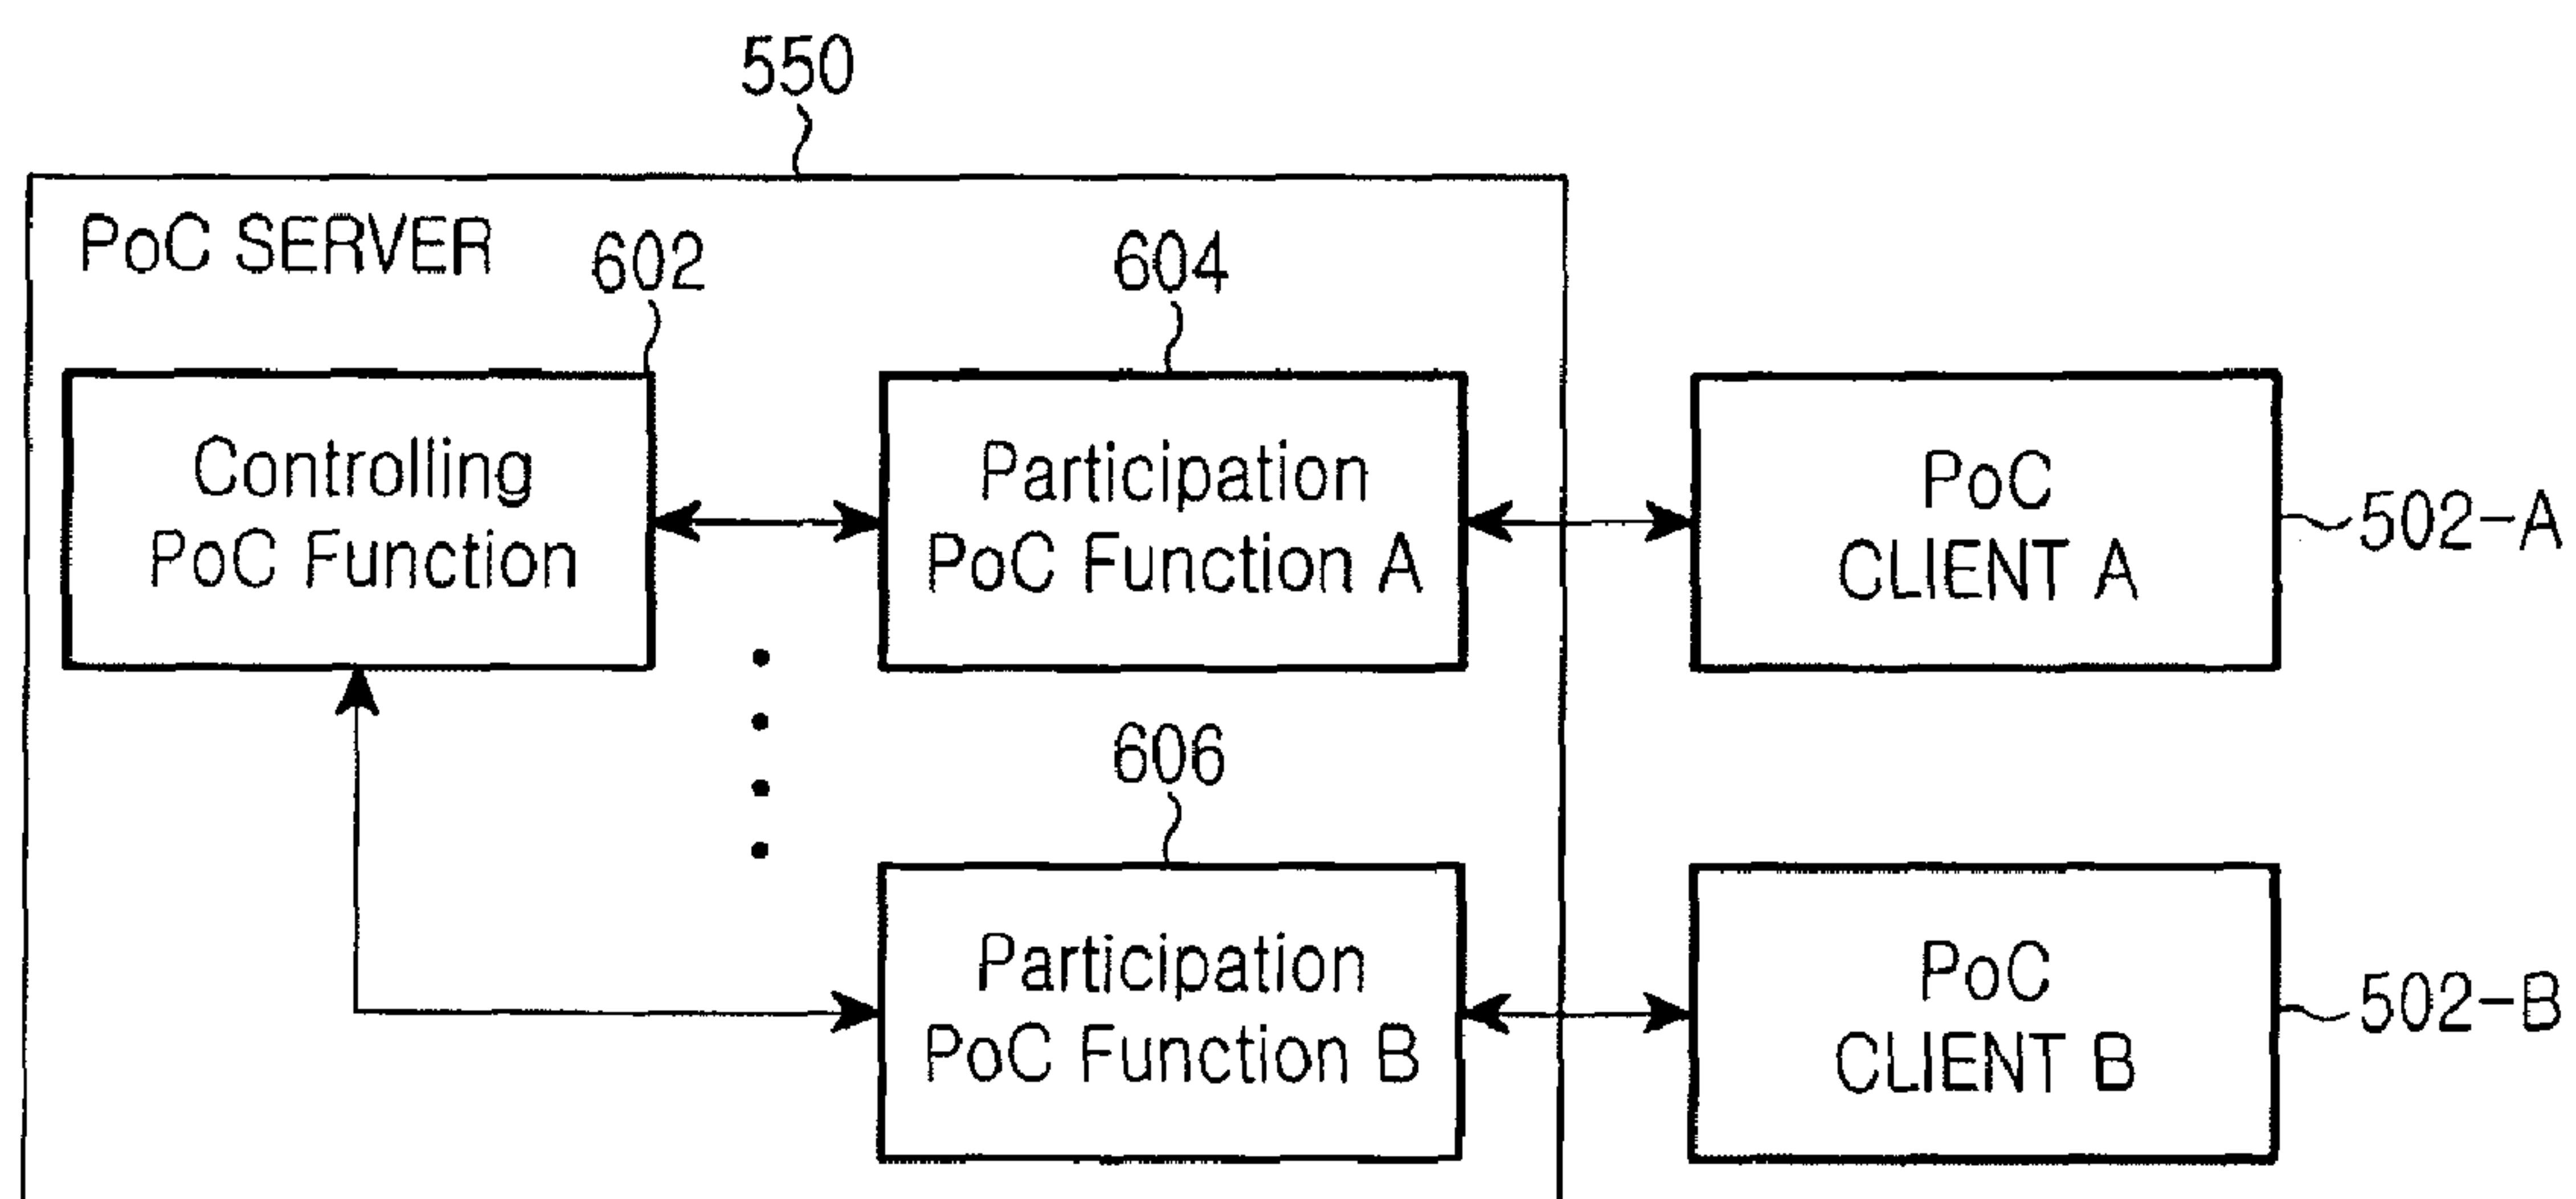 550
PoC SERVER
602
604
Controlling
PoC Function
Participation
PoC Function A
PoC
CLIENT A
502-A
606
Participation
PoC Function B
PoC
CLIENT B
502-B